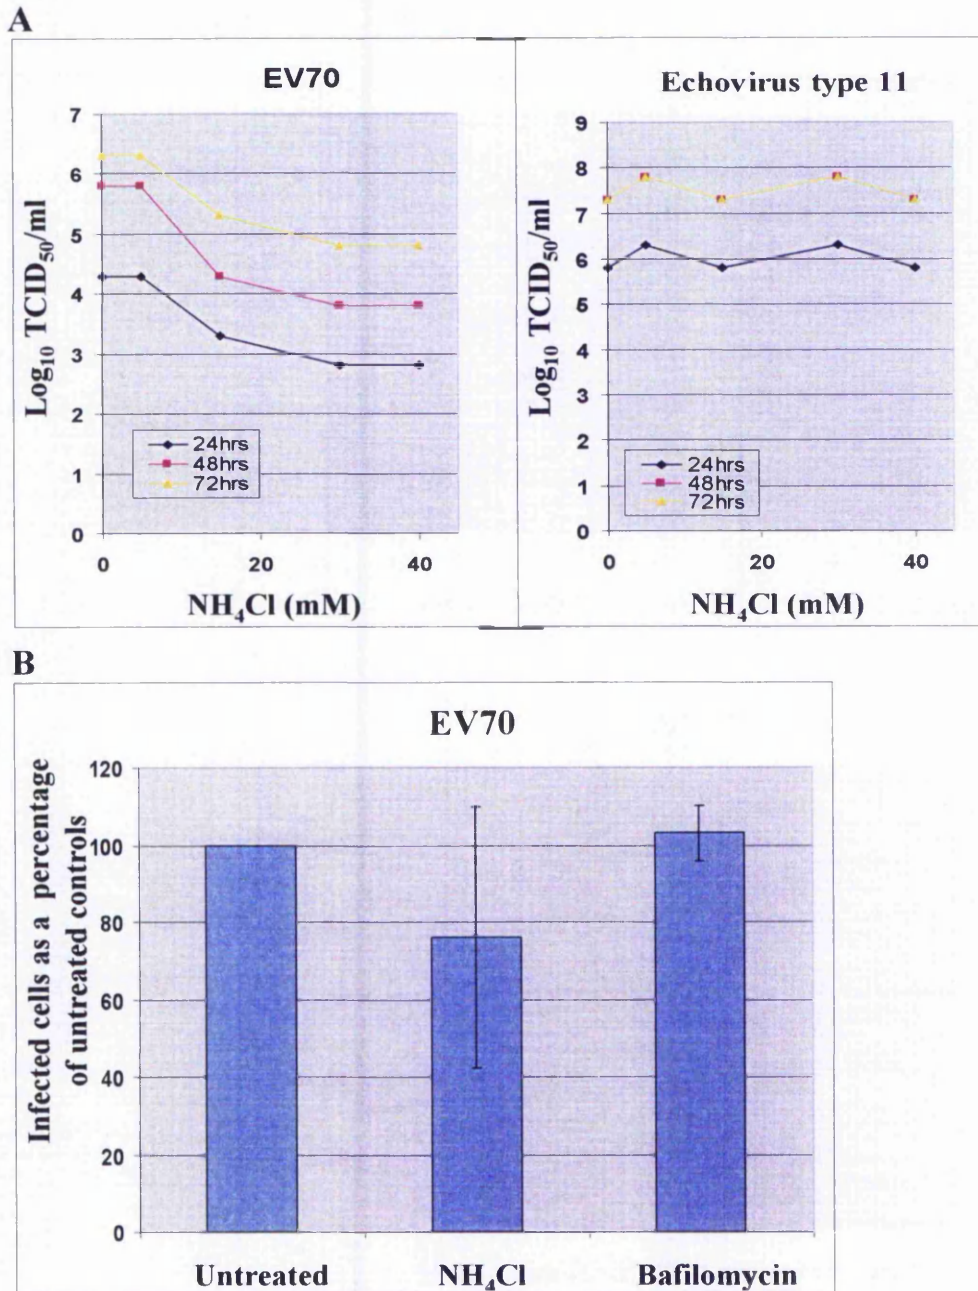 A
EV70
7
6
5
4
3
2
1
0
Log₁₀ TCID₅₀/ml
24hrs
48hrs
72hrs
0 20 40
NH₄Cl (mM)
Echovirus type 11
9
8
7
6
5
4
3
2
1
0
Log₁₀ TCID₅₀/ml
24hrs
48hrs
72hrs
0 20 40
NH₄Cl (mM)
B
EV70
120
100
80
60
40
20
0
Infected cells as a percentage
of untreated controls
Untreated NH₄Cl Bafilomycin